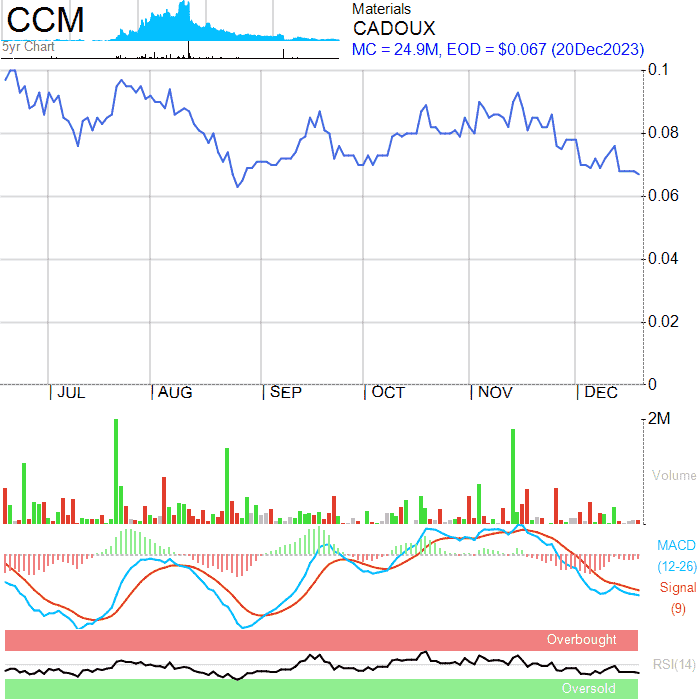 CCM
5yr Chart
Materials
CADOUX
MC = 24.9M, EOD = $0.067 (20Dec2023)
0.1
0.08
0.06
0.04
0.02
0
JUL AUG SEP OCT NOV DEC
2M
Volume
MACD
(12-26)
Signal
(9)
Overbought
RSI(14)
Oversold